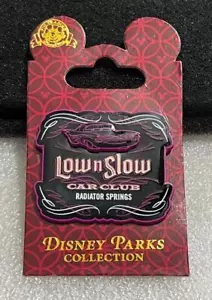 Low n Slow
CAR CLUB
RADIATOR SPRINGS
DISNEY PARKS
COLLECTION